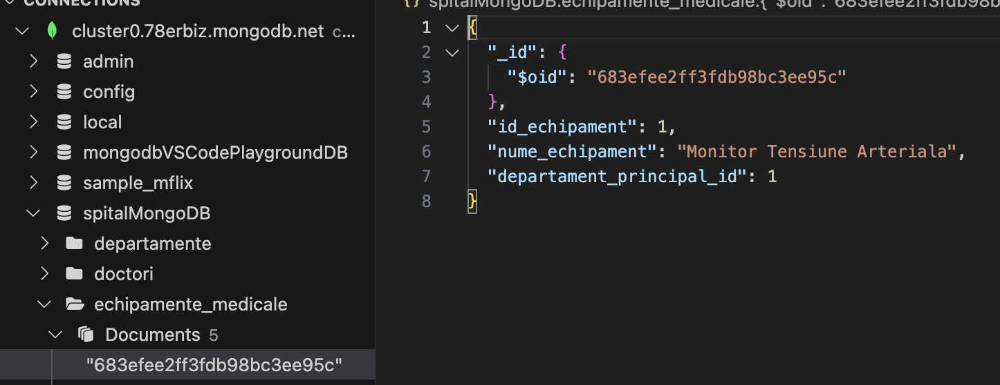 CONNECTIONS
cluster0.78erbiz.mongodb.net c...
admin
config
local
mongodbVSCodePlaygroundDB
sample_mflix
spitalMongoDB
departamente
doctori
echipamente_medicale
Documents 5
"683efee2ff3fdb98bc3ee95c"
{} spitalMongoDB.echipamente_medicale:{"$oid":"683efee2ff3fdb98b
1 {
2 "_id": {
3 "$oid": "683efee2ff3fdb98bc3ee95c"
4 },
5 "id_echipament": 1,
6 "nume_echipament": "Monitor Tensiune Arteriala",
7 "departament_principal_id": 1
8 }